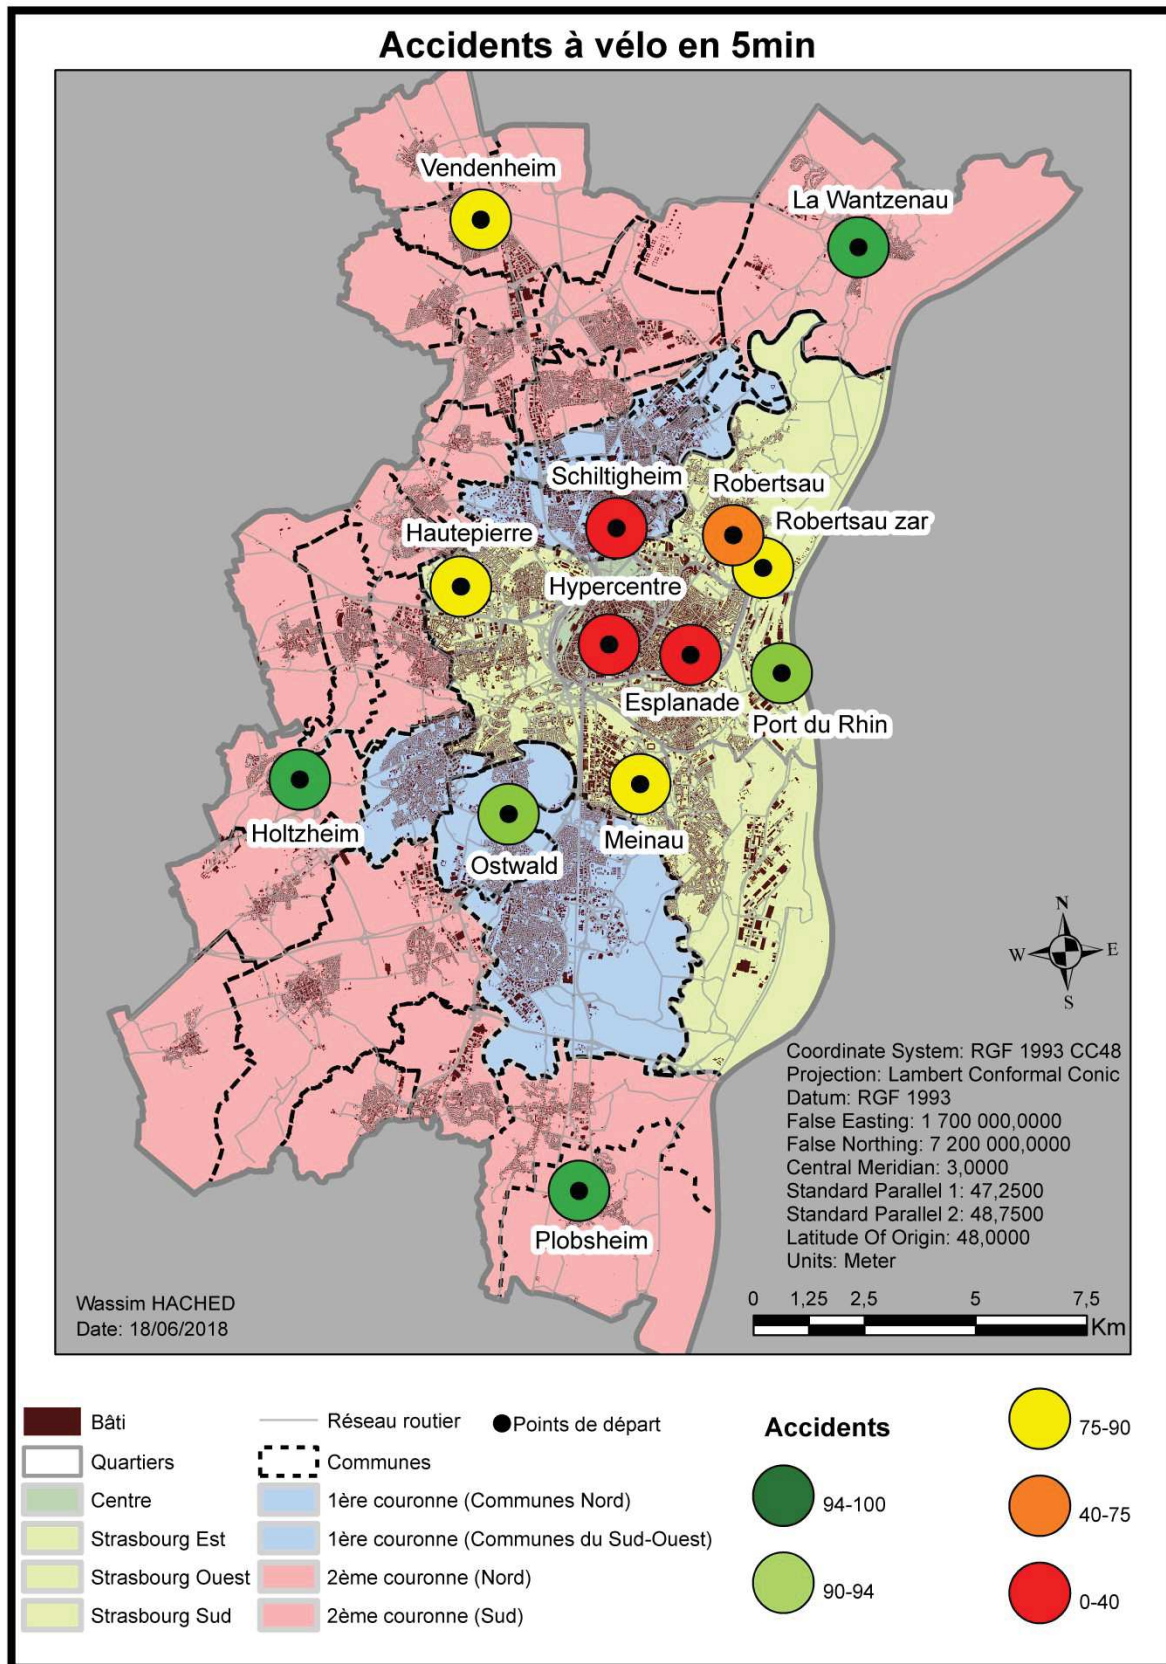 Accidents à vélo en 5min
Vendenheim
La Wantzenau
Schiltigheim
Robertsau
Hautepierre
Robertsau zar
Hypercentre
Esplanade
Port du Rhin
Holtzheim
Ostwald
Meinau
Plobsheim
N
W
E
S
Coordinate System: RGF 1993 CC48
Projection: Lambert Conformal Conic
Datum: RGF 1993
False Easting: 1 700 000,0000
False Northing: 7 200 000,0000
Central Meridian: 3,0000
Standard Parallel 1: 47,2500
Standard Parallel 2: 48,7500
Latitude Of Origin: 48,0000
Units: Meter
Wassim HACHED
Date: 18/06/2018
0 1,25 2,5 5 7,5
Km
Bâti
Quartiers
Centre
Strasbourg Est
Strasbourg Ouest
Strasbourg Sud
Réseau routier
Points de départ
Communes
1ère couronne (Communes Nord)
1ère couronne (Communes du Sud-Ouest)
2ème couronne (Nord)
2ème couronne (Sud)
Accidents
94-100
90-94
75-90
40-75
0-40